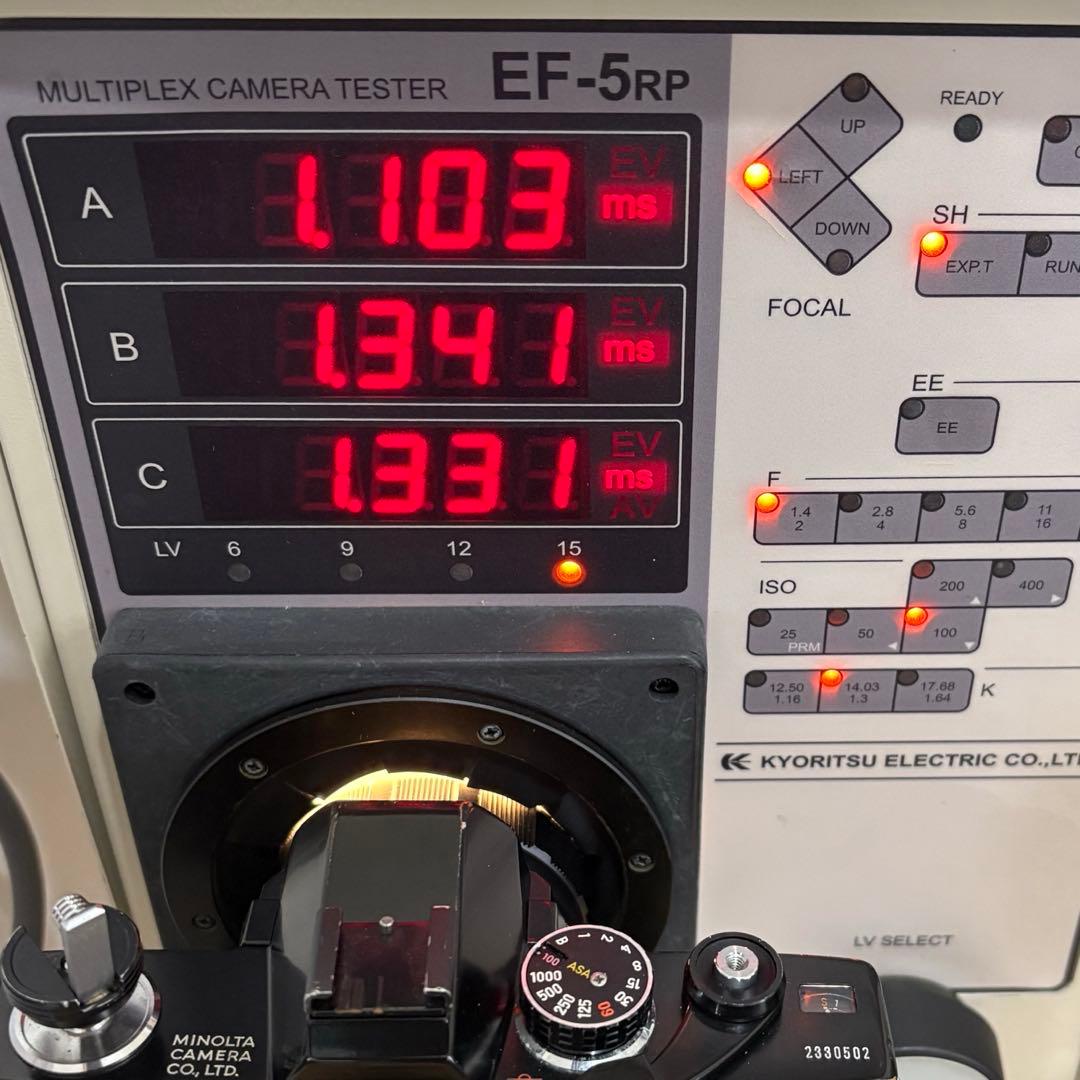 MULTIPLEX CAMERA TESTER EF-5RP
A 1.103 EV ms
B 1.341 EV ms
C 1.331 EV ms AV
LV 6 9 12 15
UP
LEFT
DOWN
FOCAL
READY
SH
EXP.T RUN
EE
EE
F
1.4 2.8 5.6 11
2 4 8 16
ISO
200 400
25 50 100
PRM
12.50 14.03 17.68 K
1.16 1.3 1.64
KYORITSU ELECTRIC CO.,LT
LV SELECT
MINOLTA
CAMERA
CO., LTD.
B 1 2 4 8 15 30 60 125 250 500 1000 100
ASA
S 1
2330502